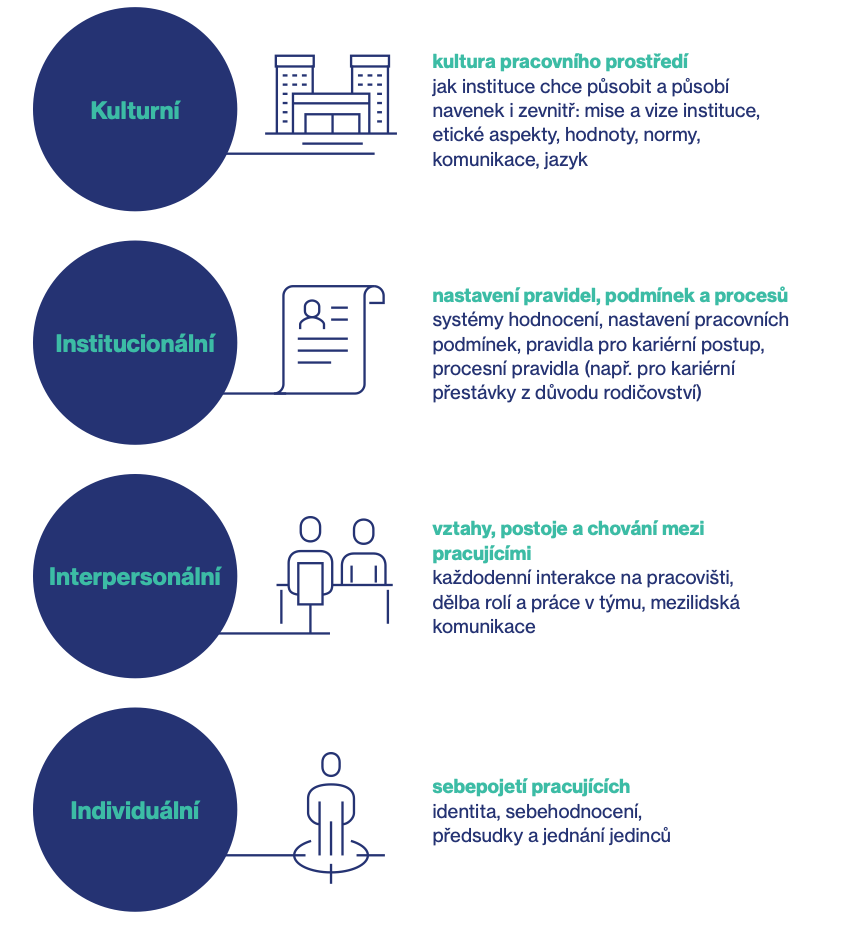 Kulturní
kultura pracovního prostředí
jak instituce chce působit a působí
navenek i zevnitř: mise a vize instituce,
etické aspekty, hodnoty, normy,
komunikace, jazyk
Institucionální
nastavení pravidel, podmínek a procesů
systémy hodnocení, nastavení pracovních
podmínek, pravidla pro kariérní postup,
procesní pravidla (např. pro kariérní
přestávky z důvodu rodičovství)
Interpersonální
vztahy, postoje a chování mezi
pracujícími
každodenní interakce na pracovišti,
dělba rolí a práce v týmu, mezilidská
komunikace
Individuální
sebepojetí pracujících
identita, sebehodnocení,
předsudky a jednání jedinců